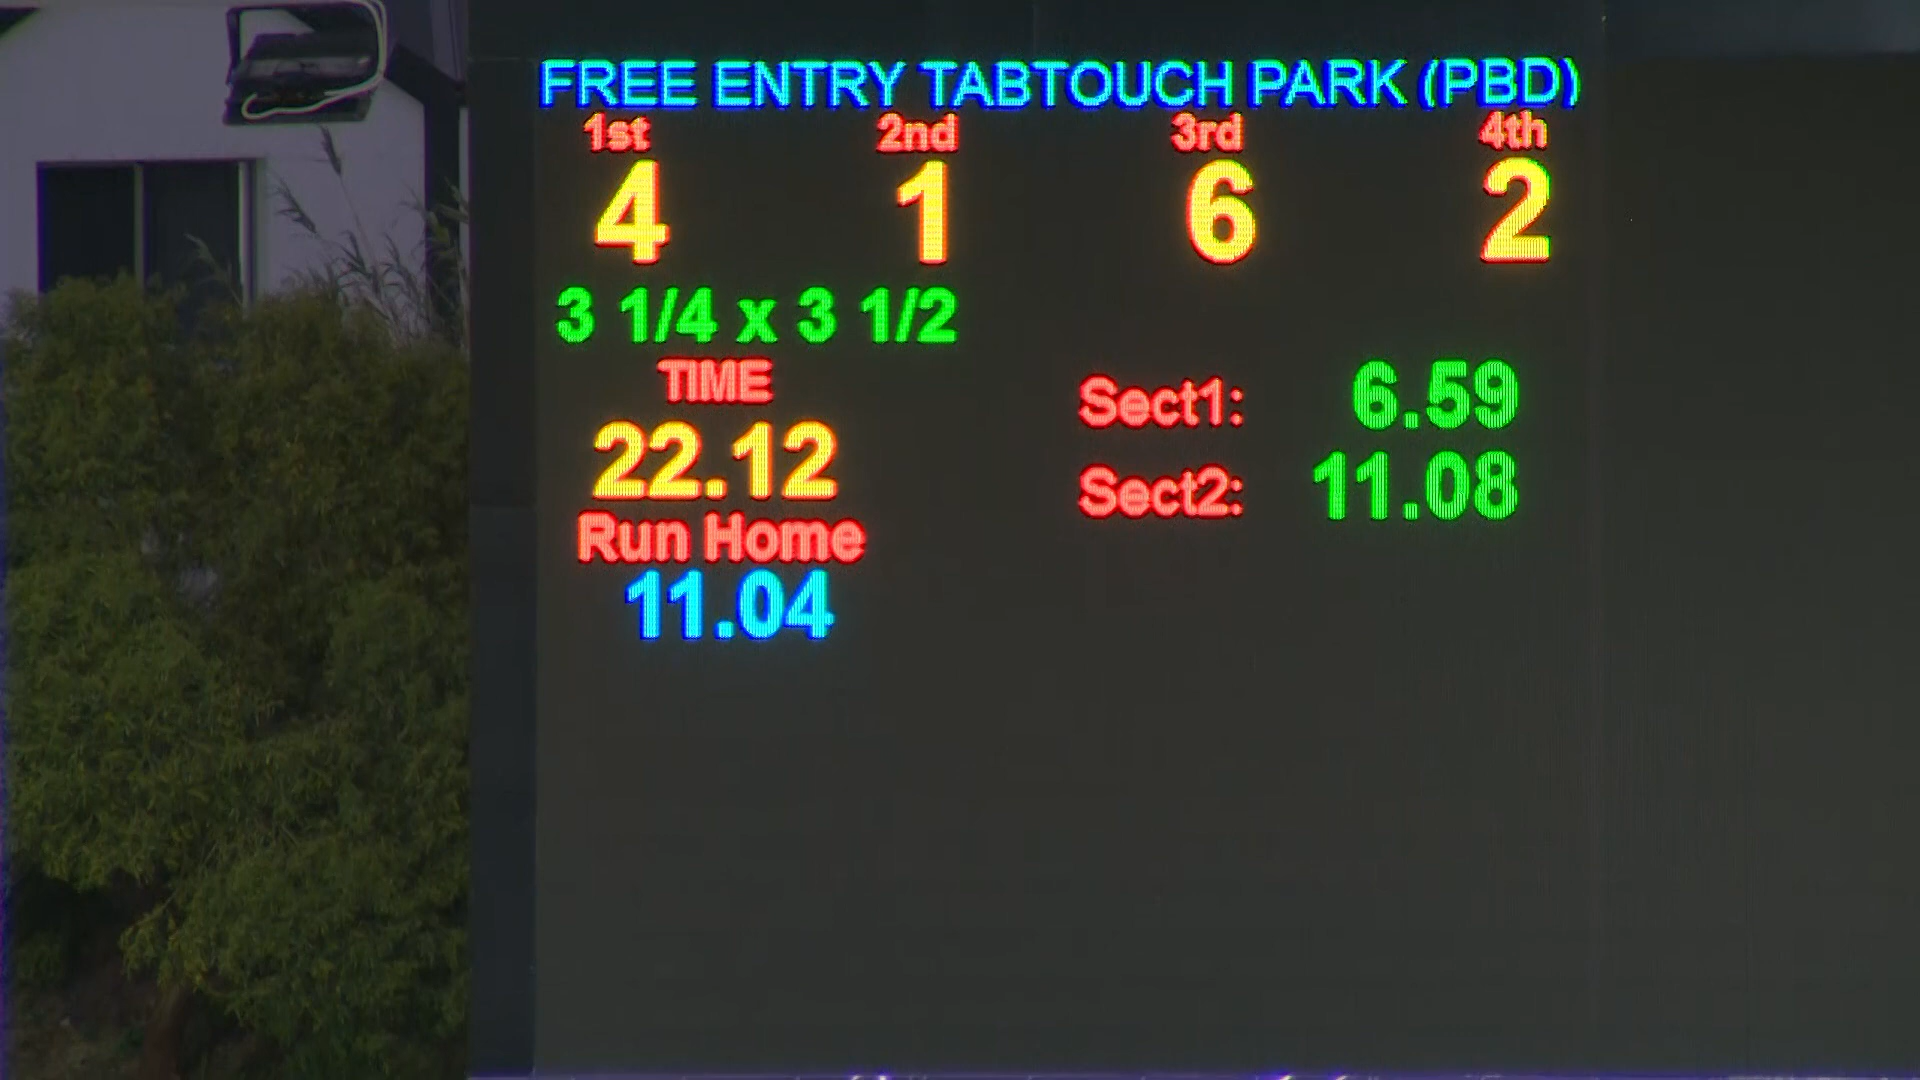 FREE ENTRY TABTOUCH PARK (PBD)
1st 2nd 3rd 4th
4 1 6 2
3 1/4 x 3 1/2
TIME
22.12
Run Home
11.04
Sect1: 6.59
Sect2: 11.08